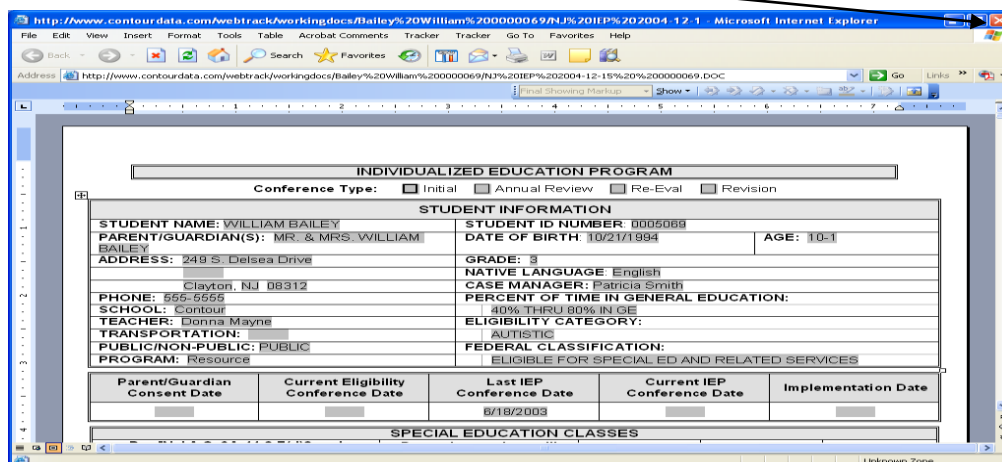 http://www.contourdata.com/webtrack/workingdocs/Bailey%20William%200000069/NJ%20IEP%202004-12-1 - Microsoft Internet Explorer
File Edit View Insert Format Tools Table Acrobat Comments Tracker Tracker Go To Favorites Help
Back Search Favorites
Address http://www.contourdata.com/webtrack/workingdocs/Bailey%20William%200000069/NJ%20IEP%202004-12-15%20%200000069.DOC Go Links »
Final Showing Markup Show
1 2 3 4 5 6 7
INDIVIDUALIZED EDUCATION PROGRAM
Conference Type: Initial Annual Review Re-Eval Revision
STUDENT INFORMATION
STUDENT NAME: WILLIAM BAILEY STUDENT ID NUMBER: 0005069
PARENT/GUARDIAN(S): MR. & MRS. WILLIAM BAILEY DATE OF BIRTH: 10/21/1994 AGE: 10-1
ADDRESS: 249 S. Delsea Drive GRADE: 3
NATIVE LANGUAGE: English
Clayton, NJ 08312 CASE MANAGER: Patricia Smith
PHONE: 555-5555 PERCENT OF TIME IN GENERAL EDUCATION:
SCHOOL: Contour 40% THRU 80% IN GE
TEACHER: Donna Mayne ELIGIBILITY CATEGORY:
TRANSPORTATION: AUTISTIC
PUBLIC/NON-PUBLIC: PUBLIC FEDERAL CLASSIFICATION:
PROGRAM: Resource ELIGIBLE FOR SPECIAL ED AND RELATED SERVICES
Parent/Guardian Consent Date Current Eligibility Conference Date Last IEP Conference Date Current IEP Conference Date Implementation Date
6/18/2003
SPECIAL EDUCATION CLASSES
Unknown Zone